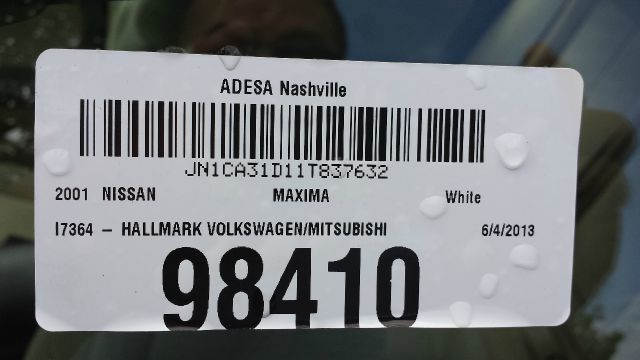 ADESA Nashville
JN1CA31D11T837632
2001 NISSAN MAXIMA White
I7364 – HALLMARK VOLKSWAGEN/MITSUBISHI 6/4/2013
98410